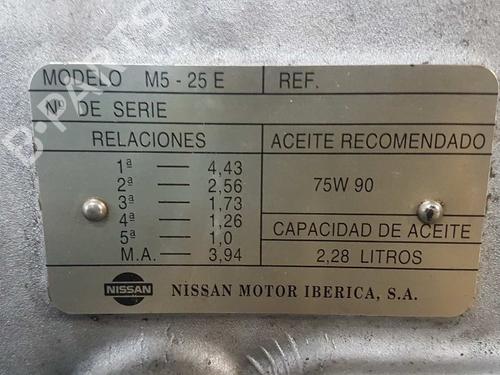 B-PARTS
MODELO M5 - 25 E REF.
Nº DE SERIE
RELACIONES ACEITE RECOMENDADO
1ª — 4,43
2ª — 2,56
3ª — 1,73
4ª — 1,26
5ª — 1,0
M.A. — 3,94
75W 90
CAPACIDAD DE ACEITE
2,28 LITROS
NISSAN NISSAN MOTOR IBERICA, S.A.